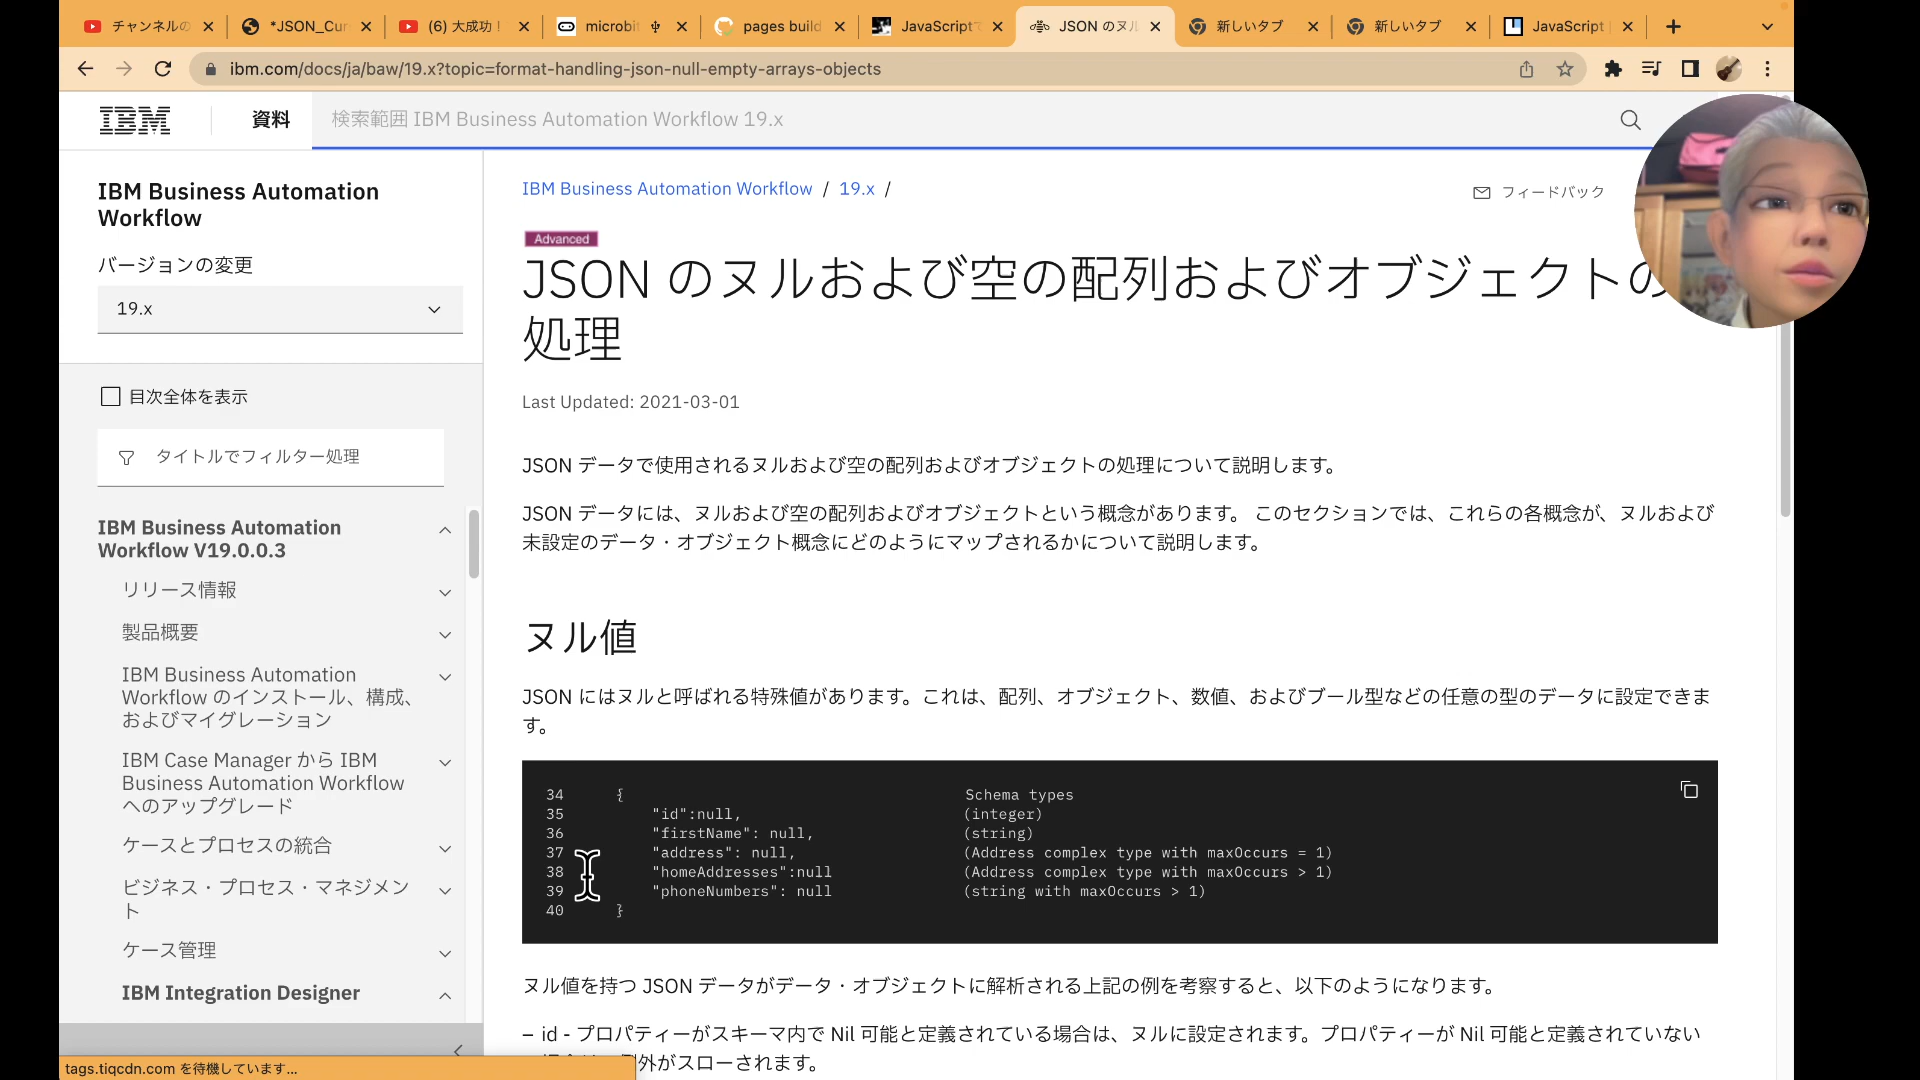 チャンネルの
*JSON_Cur
(6) 大成功！
microbi
pages build
JavaScriptで
JSON のヌル
新しいタブ
新しいタブ
JavaScript
ibm.com/docs/ja/baw/19.x?topic=format-handling-json-null-empty-arrays-objects
IBM
資料
検索範囲 IBM Business Automation Workflow 19.x
IBM Business Automation
Workflow
バージョンの変更
19.x
目次全体を表示
タイトルでフィルター処理
IBM Business Automation
Workflow V19.0.0.3
リリース情報
製品概要
IBM Business Automation
Workflow のインストール、構成、
およびマイグレーション
IBM Case Manager から IBM
Business Automation Workflow
へのアップグレード
ケースとプロセスの統合
ビジネス・プロセス・マネジメン
ト
ケース管理
IBM Integration Designer
IBM Business Automation Workflow / 19.x /
フィードバック
Advanced
JSON のヌルおよび空の配列およびオブジェクトの
処理
Last Updated: 2021-03-01
JSON データで使用されるヌルおよび空の配列およびオブジェクトの処理について説明します。
JSON データには、ヌルおよび空の配列およびオブジェクトという概念があります。 このセクションでは、これらの各概念が、ヌルおよび
未設定のデータ・オブジェクト概念にどのようにマップされるかについて説明します。
ヌル値
JSON にはヌルと呼ばれる特殊値があります。これは、配列、オブジェクト、数値、およびブール型などの任意の型のデータに設定できま
す。
34 { Schema types
35 "id":null, (integer)
36 "firstName": null, (string)
37 "address": null, (Address complex type with maxOccurs = 1)
38 "homeAddresses":null (Address complex type with maxOccurs > 1)
39 "phoneNumbers": null (string with maxOccurs > 1)
40 }
ヌル値を持つ JSON データがデータ・オブジェクトに解析される上記の例を考察すると、以下のようになります。
– id - プロパティーがスキーマ内で Nil 可能と定義されている場合は、ヌルに設定されます。プロパティーが Nil 可能と定義されていない
例外がスローされます。
tags.tiqcdn.com を待機しています...